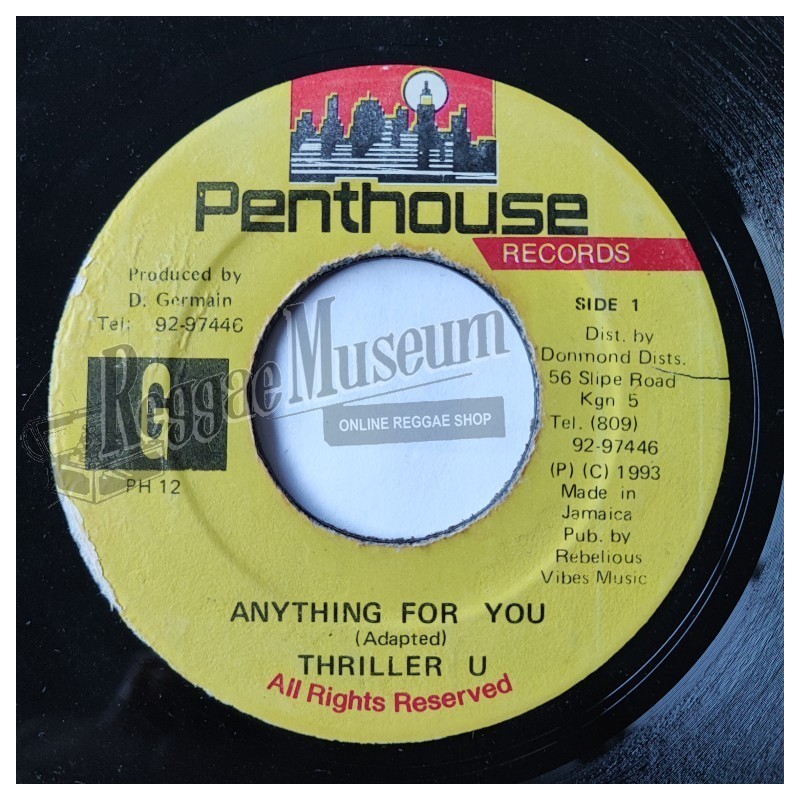 Penthouse
RECORDS
Produced by
D. Germain
Tel: 92-97446
G
PH 12
SIDE 1
Dist. by
Donmond Dists.
56 Slipe Road
Kgn 5
Tel. (809)
92-97446
(P) (C) 1993
Made in
Jamaica
Pub. by
Rebelious
Vibes Music
Reggae Museum
ONLINE REGGAE SHOP
ANYTHING FOR YOU
(Adapted)
THRILLER U
All Rights Reserved